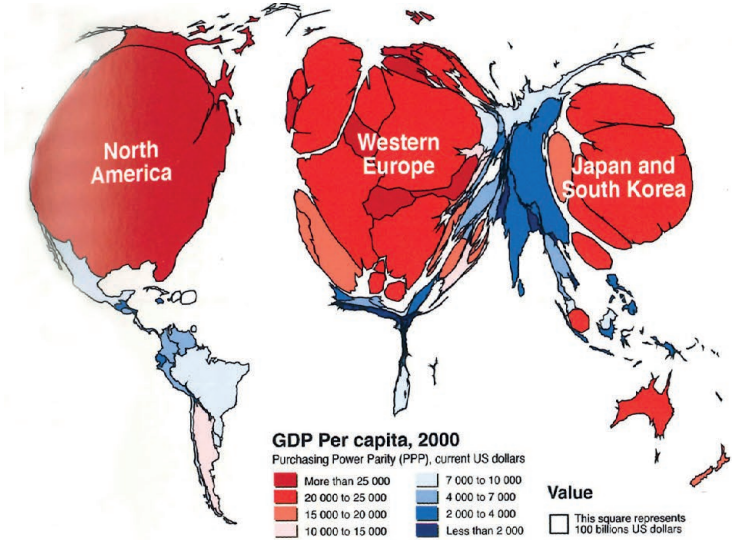 North
America
Western
Europe
Japan and
South Korea
GDP Per capita, 2000
Purchasing Power Parity (PPP), current US dollars
More than 25 000
20 000 to 25 000
15 000 to 20 000
10 000 to 15 000
7 000 to 10 000
4 000 to 7 000
2 000 to 4 000
Less than 2 000
Value
This square represents
100 billions US dollars